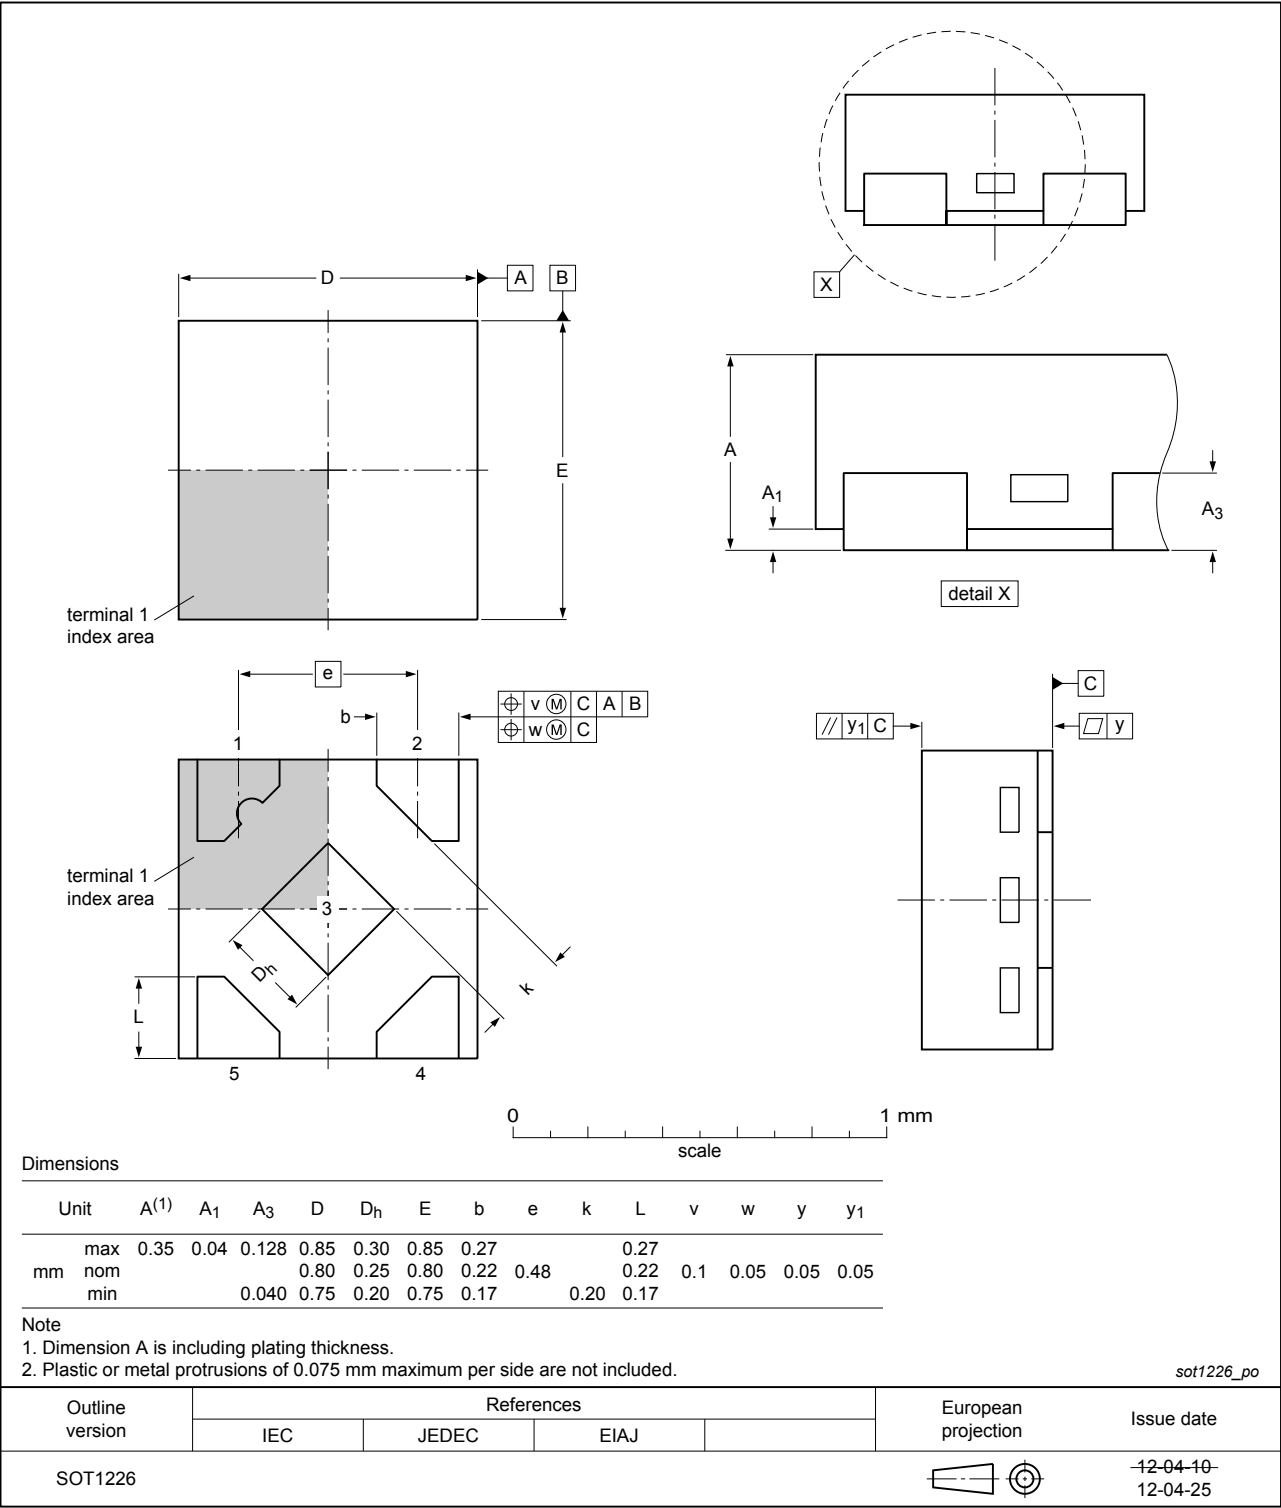 X
D
A
B
E
terminal 1
index area
A
A1
A3
detail X
e
b
v M C A B
w M C
1
2
terminal 1
index area
3
Dh
k
L
5
4
C
// y1 C
y
0
1 mm
scale
Dimensions
Unit A(1) A1 A3 D Dh E b e k L v w y y1
max 0.35 0.04 0.128 0.85 0.30 0.85 0.27 0.27
mm nom 0.80 0.25 0.80 0.22 0.48 0.22 0.1 0.05 0.05 0.05
min 0.040 0.75 0.20 0.75 0.17 0.20 0.17
Note
1. Dimension A is including plating thickness.
2. Plastic or metal protrusions of 0.075 mm maximum per side are not included.
sot1226_po
Outline
version
References
IEC
JEDEC
EIAJ
European
projection
Issue date
SOT1226
12-04-10
12-04-25